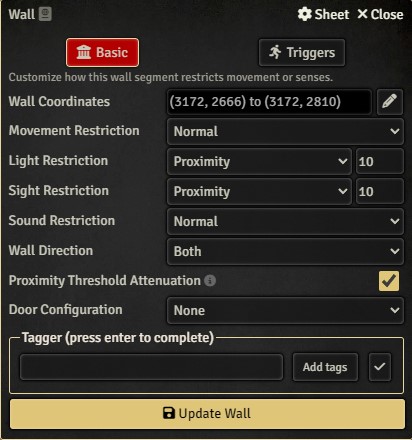 Wall
Sheet
Close
Basic
Triggers
Customize how this wall segment restricts movement or senses.
Wall Coordinates
(3172, 2666) to (3172, 2810)
Movement Restriction
Normal
Light Restriction
Proximity
10
Sight Restriction
Proximity
10
Sound Restriction
Normal
Wall Direction
Both
Proximity Threshold Attenuation
Door Configuration
None
Tagger (press enter to complete)
Add tags
Update Wall